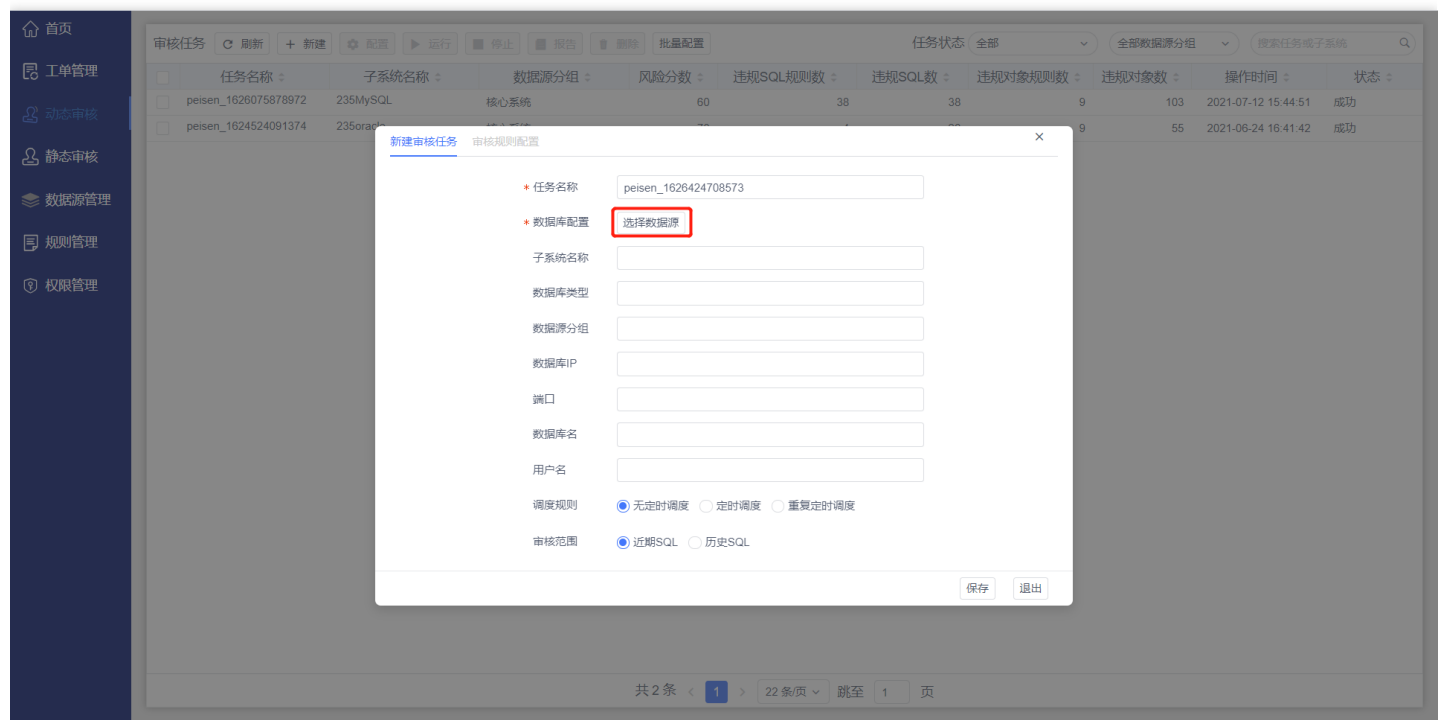 首页
工单管理
动态审核
静态审核
数据源管理
规则管理
权限管理
审核任务 刷新 + 新建 配置 运行 停止 报告 删除 批量配置 任务状态 全部 全部数据源分组 搜索任务或子系统
任务名称 子系统名称 数据源分组 风险分数 违规SQL规则数 违规SQL数 违规对象规则数 违规对象数 操作时间 状态
peisen_1626075878972 235MySQL 核心系统 60 38 38 9 103 2021-07-12 15:44:51 成功
peisen_1624524091374 235oracle 9 55 2021-06-24 16:41:42 成功
新建审核任务 审核规则配置 ×
* 任务名称 peisen_1626424708573
* 数据库配置 选择数据源
子系统名称
数据库类型
数据源分组
数据库IP
端口
数据库名
用户名
调度规则 无定时调度 定时调度 重复定时调度
审核范围 近期SQL 历史SQL
保存 退出
共 2 条 < 1 > 22 条/页 跳至 1 页